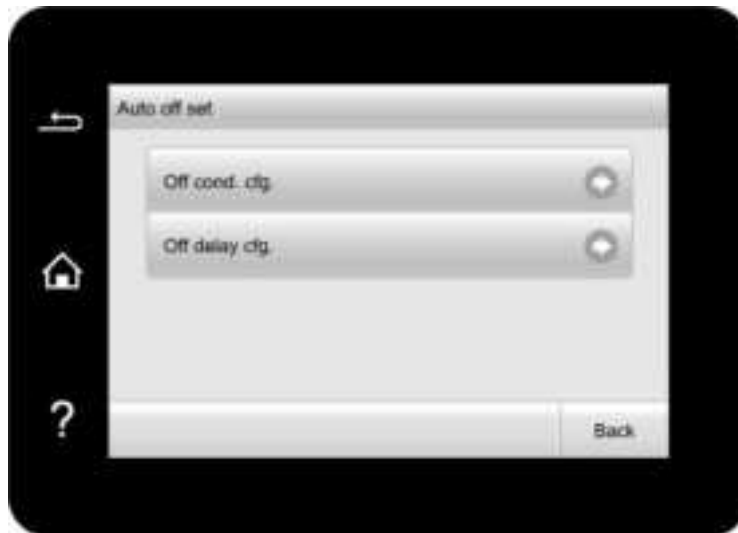 Auto off set
Off cond. cfg.
Off delay cfg.
?
Back